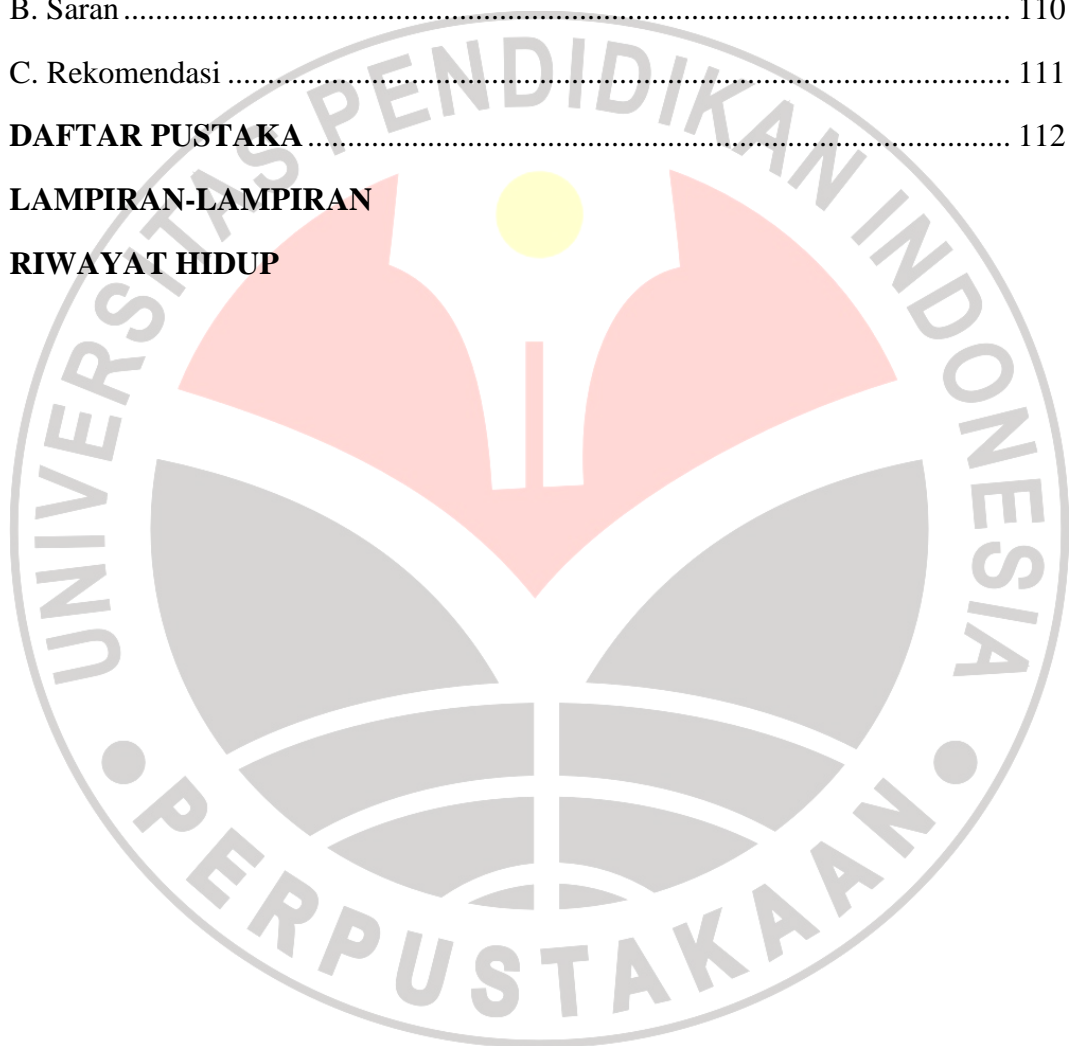 B. Saran ........................................................................................................ 110
C. Rekomendasi ........................................................................................... 111
DAFTAR PUSTAKA ................................................................................... 112
LAMPIRAN-LAMPIRAN
RIWAYAT HIDUP
UNIVERSITAS PENDIDIKAN INDONESIA
PERPUSTAKAAN